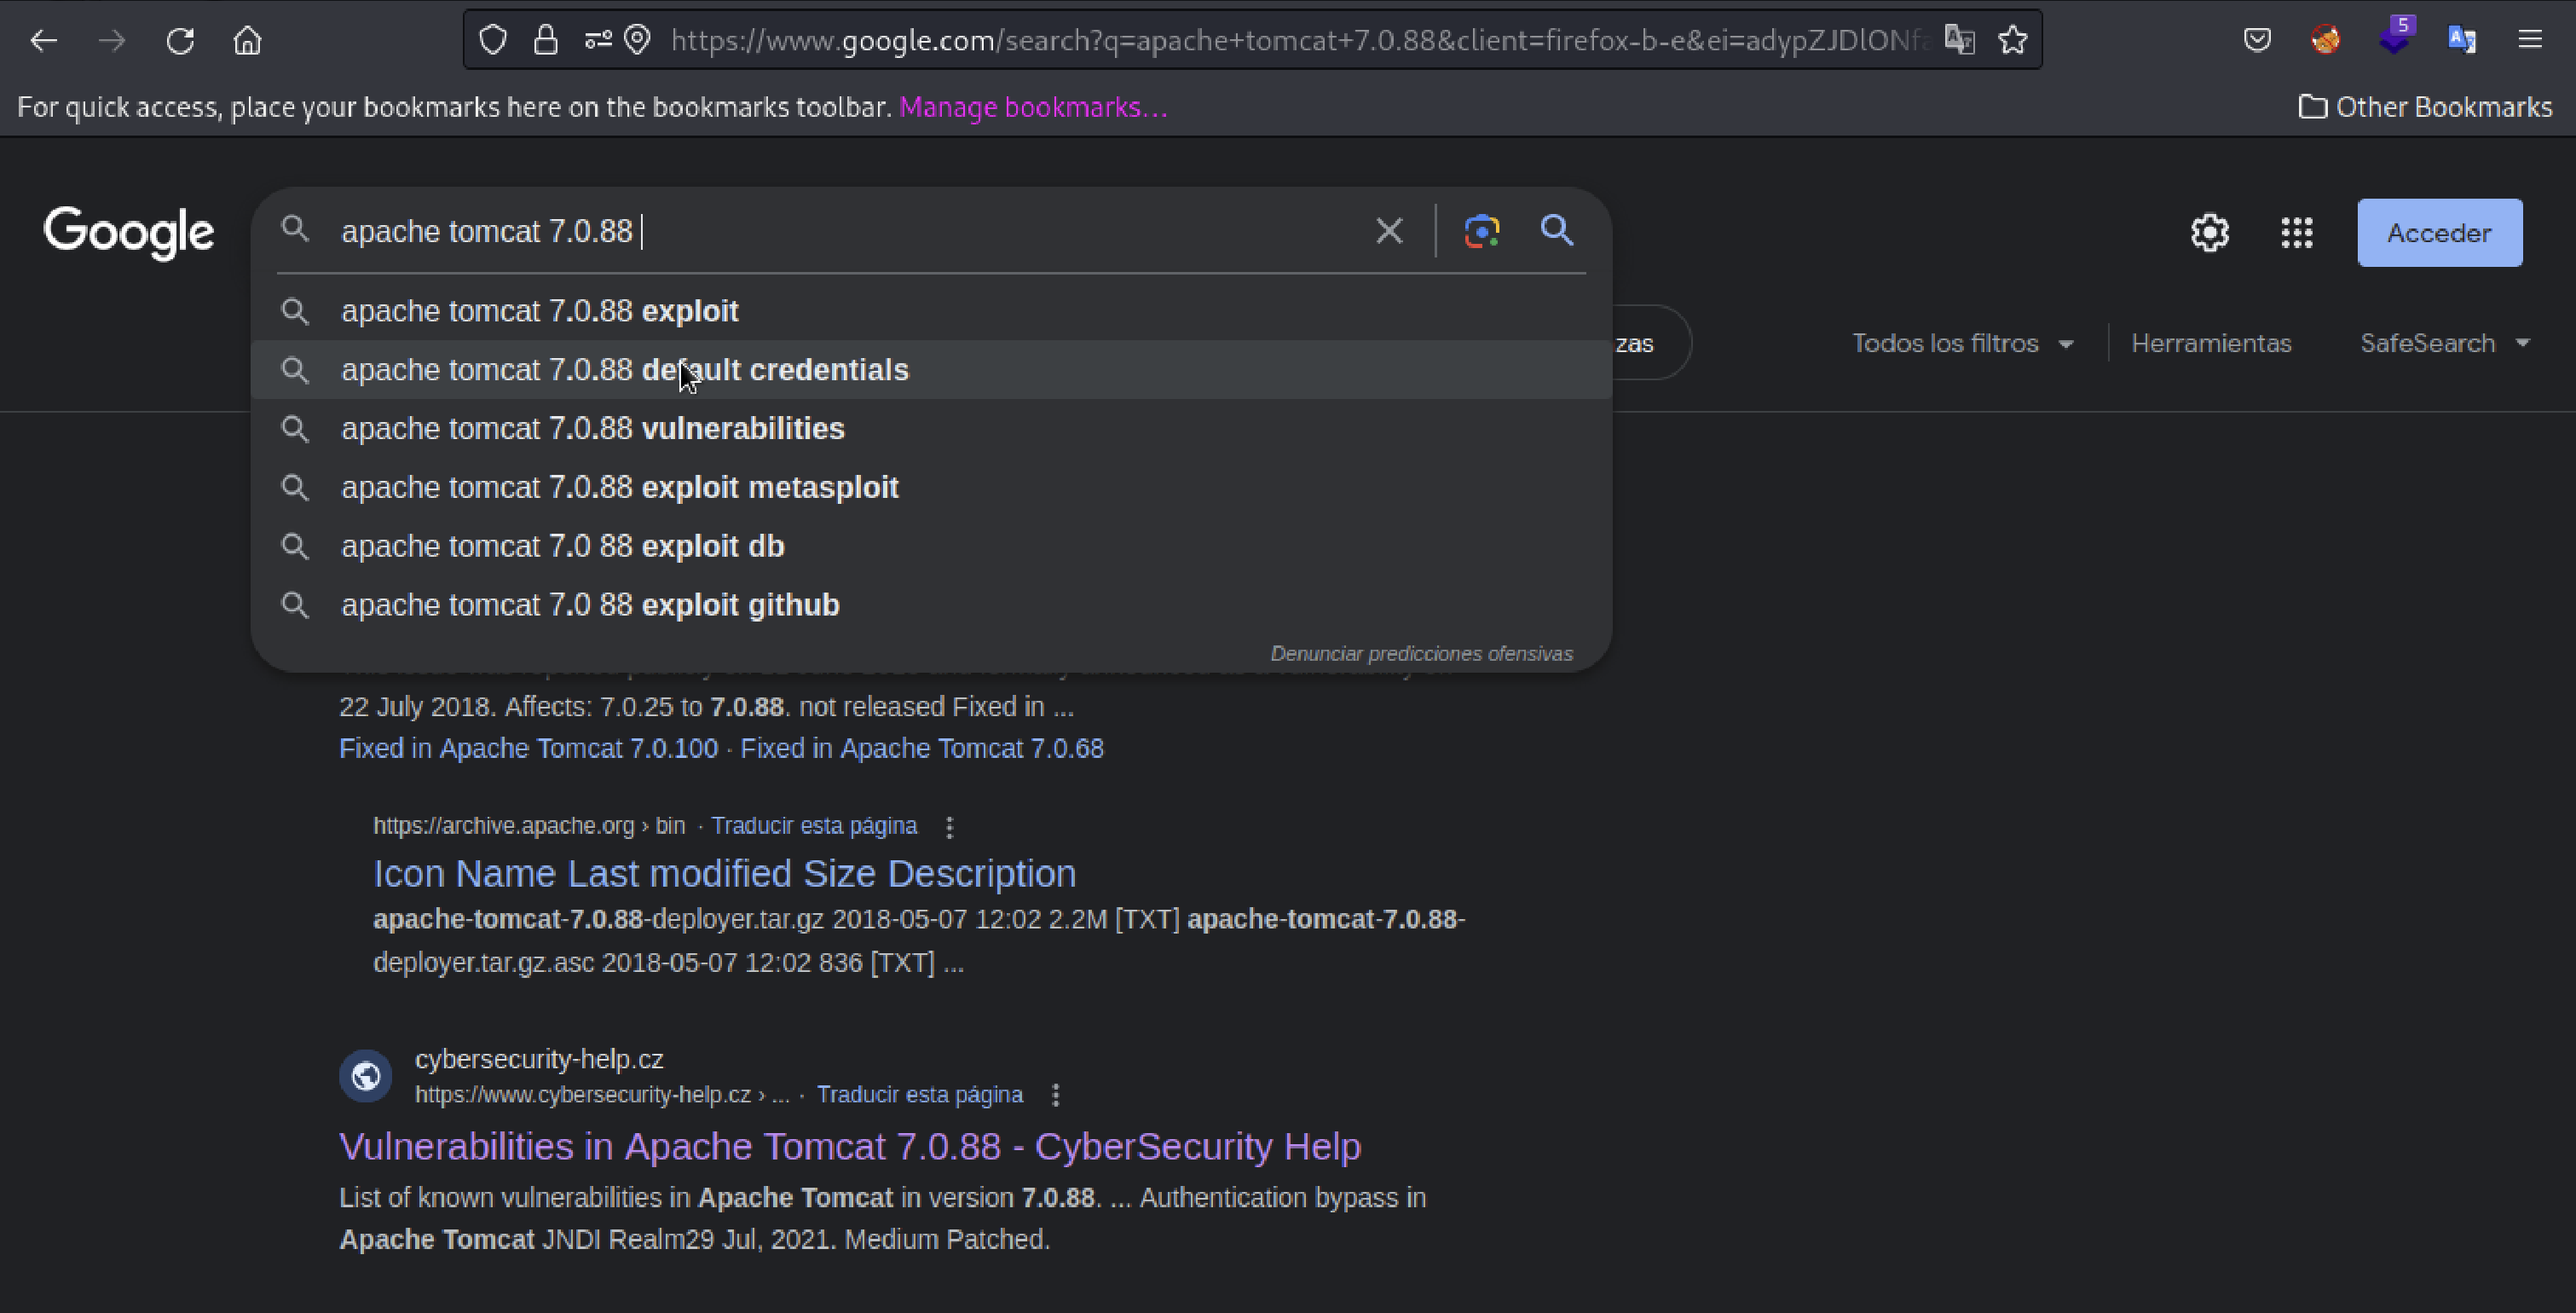 https://www.google.com/search?q=apache+tomcat+7.0.88&client=firefox-b-e&ei=adypZJDlONf
5
For quick access, place your bookmarks here on the bookmarks toolbar. Manage bookmarks...
Other Bookmarks
Google
apache tomcat 7.0.88
Acceder
apache tomcat 7.0.88 exploit
zas
Todos los filtros
Herramientas
SafeSearch
apache tomcat 7.0.88 default credentials
apache tomcat 7.0.88 vulnerabilities
apache tomcat 7.0.88 exploit metasploit
apache tomcat 7.0 88 exploit db
apache tomcat 7.0 88 exploit github
Denunciar predicciones ofensivas
22 July 2018. Affects: 7.0.25 to 7.0.88. not released Fixed in ...
Fixed in Apache Tomcat 7.0.100 · Fixed in Apache Tomcat 7.0.68
https://archive.apache.org › bin · Traducir esta página
Icon Name Last modified Size Description
apache-tomcat-7.0.88-deployer.tar.gz 2018-05-07 12:02 2.2M [TXT] apache-tomcat-7.0.88-
deployer.tar.gz.asc 2018-05-07 12:02 836 [TXT] ...
cybersecurity-help.cz
https://www.cybersecurity-help.cz › ... · Traducir esta página
Vulnerabilities in Apache Tomcat 7.0.88 - CyberSecurity Help
List of known vulnerabilities in Apache Tomcat in version 7.0.88. ... Authentication bypass in
Apache Tomcat JNDI Realm29 Jul, 2021. Medium Patched.